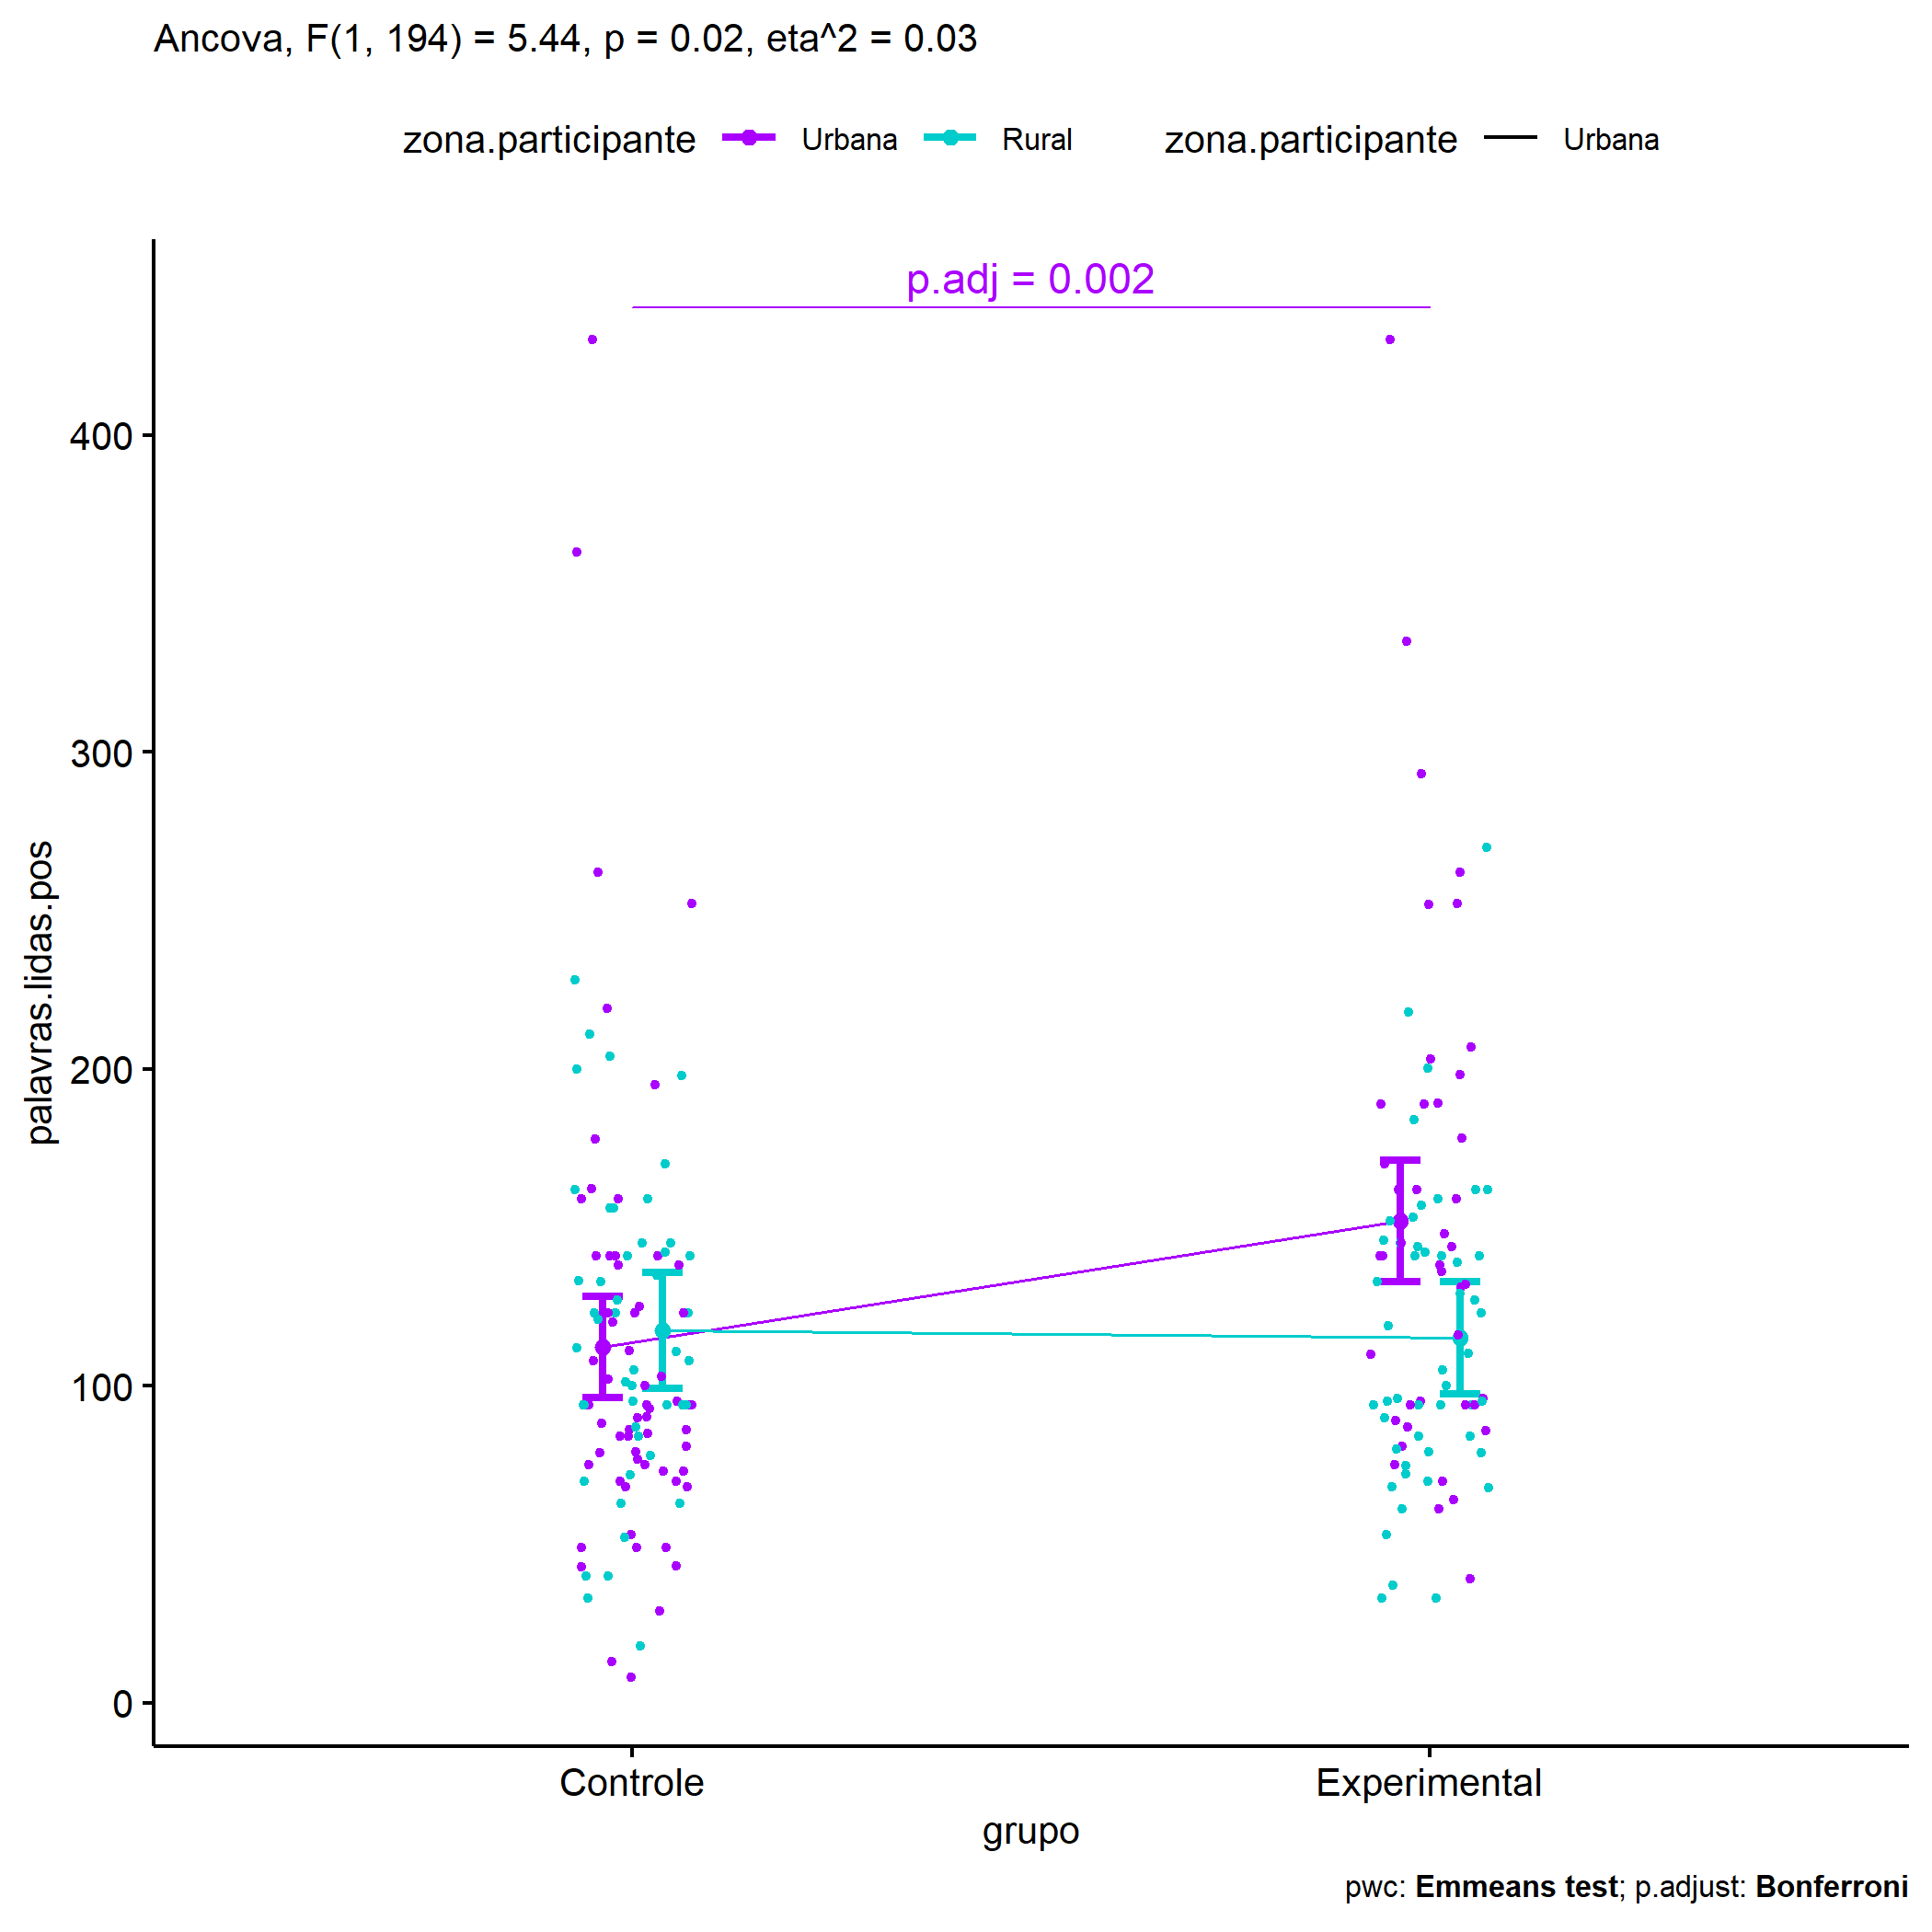 Ancova, F(1, 194) = 5.44, p = 0.02, eta^2 = 0.03
zona.participante Urbana Rural zona.participante Urbana
p.adj = 0.002
400
300
200
100
0
palavras.lidas.pos
Controle Experimental
grupo
pwc: Emmeans test; p.adjust: Bonferroni